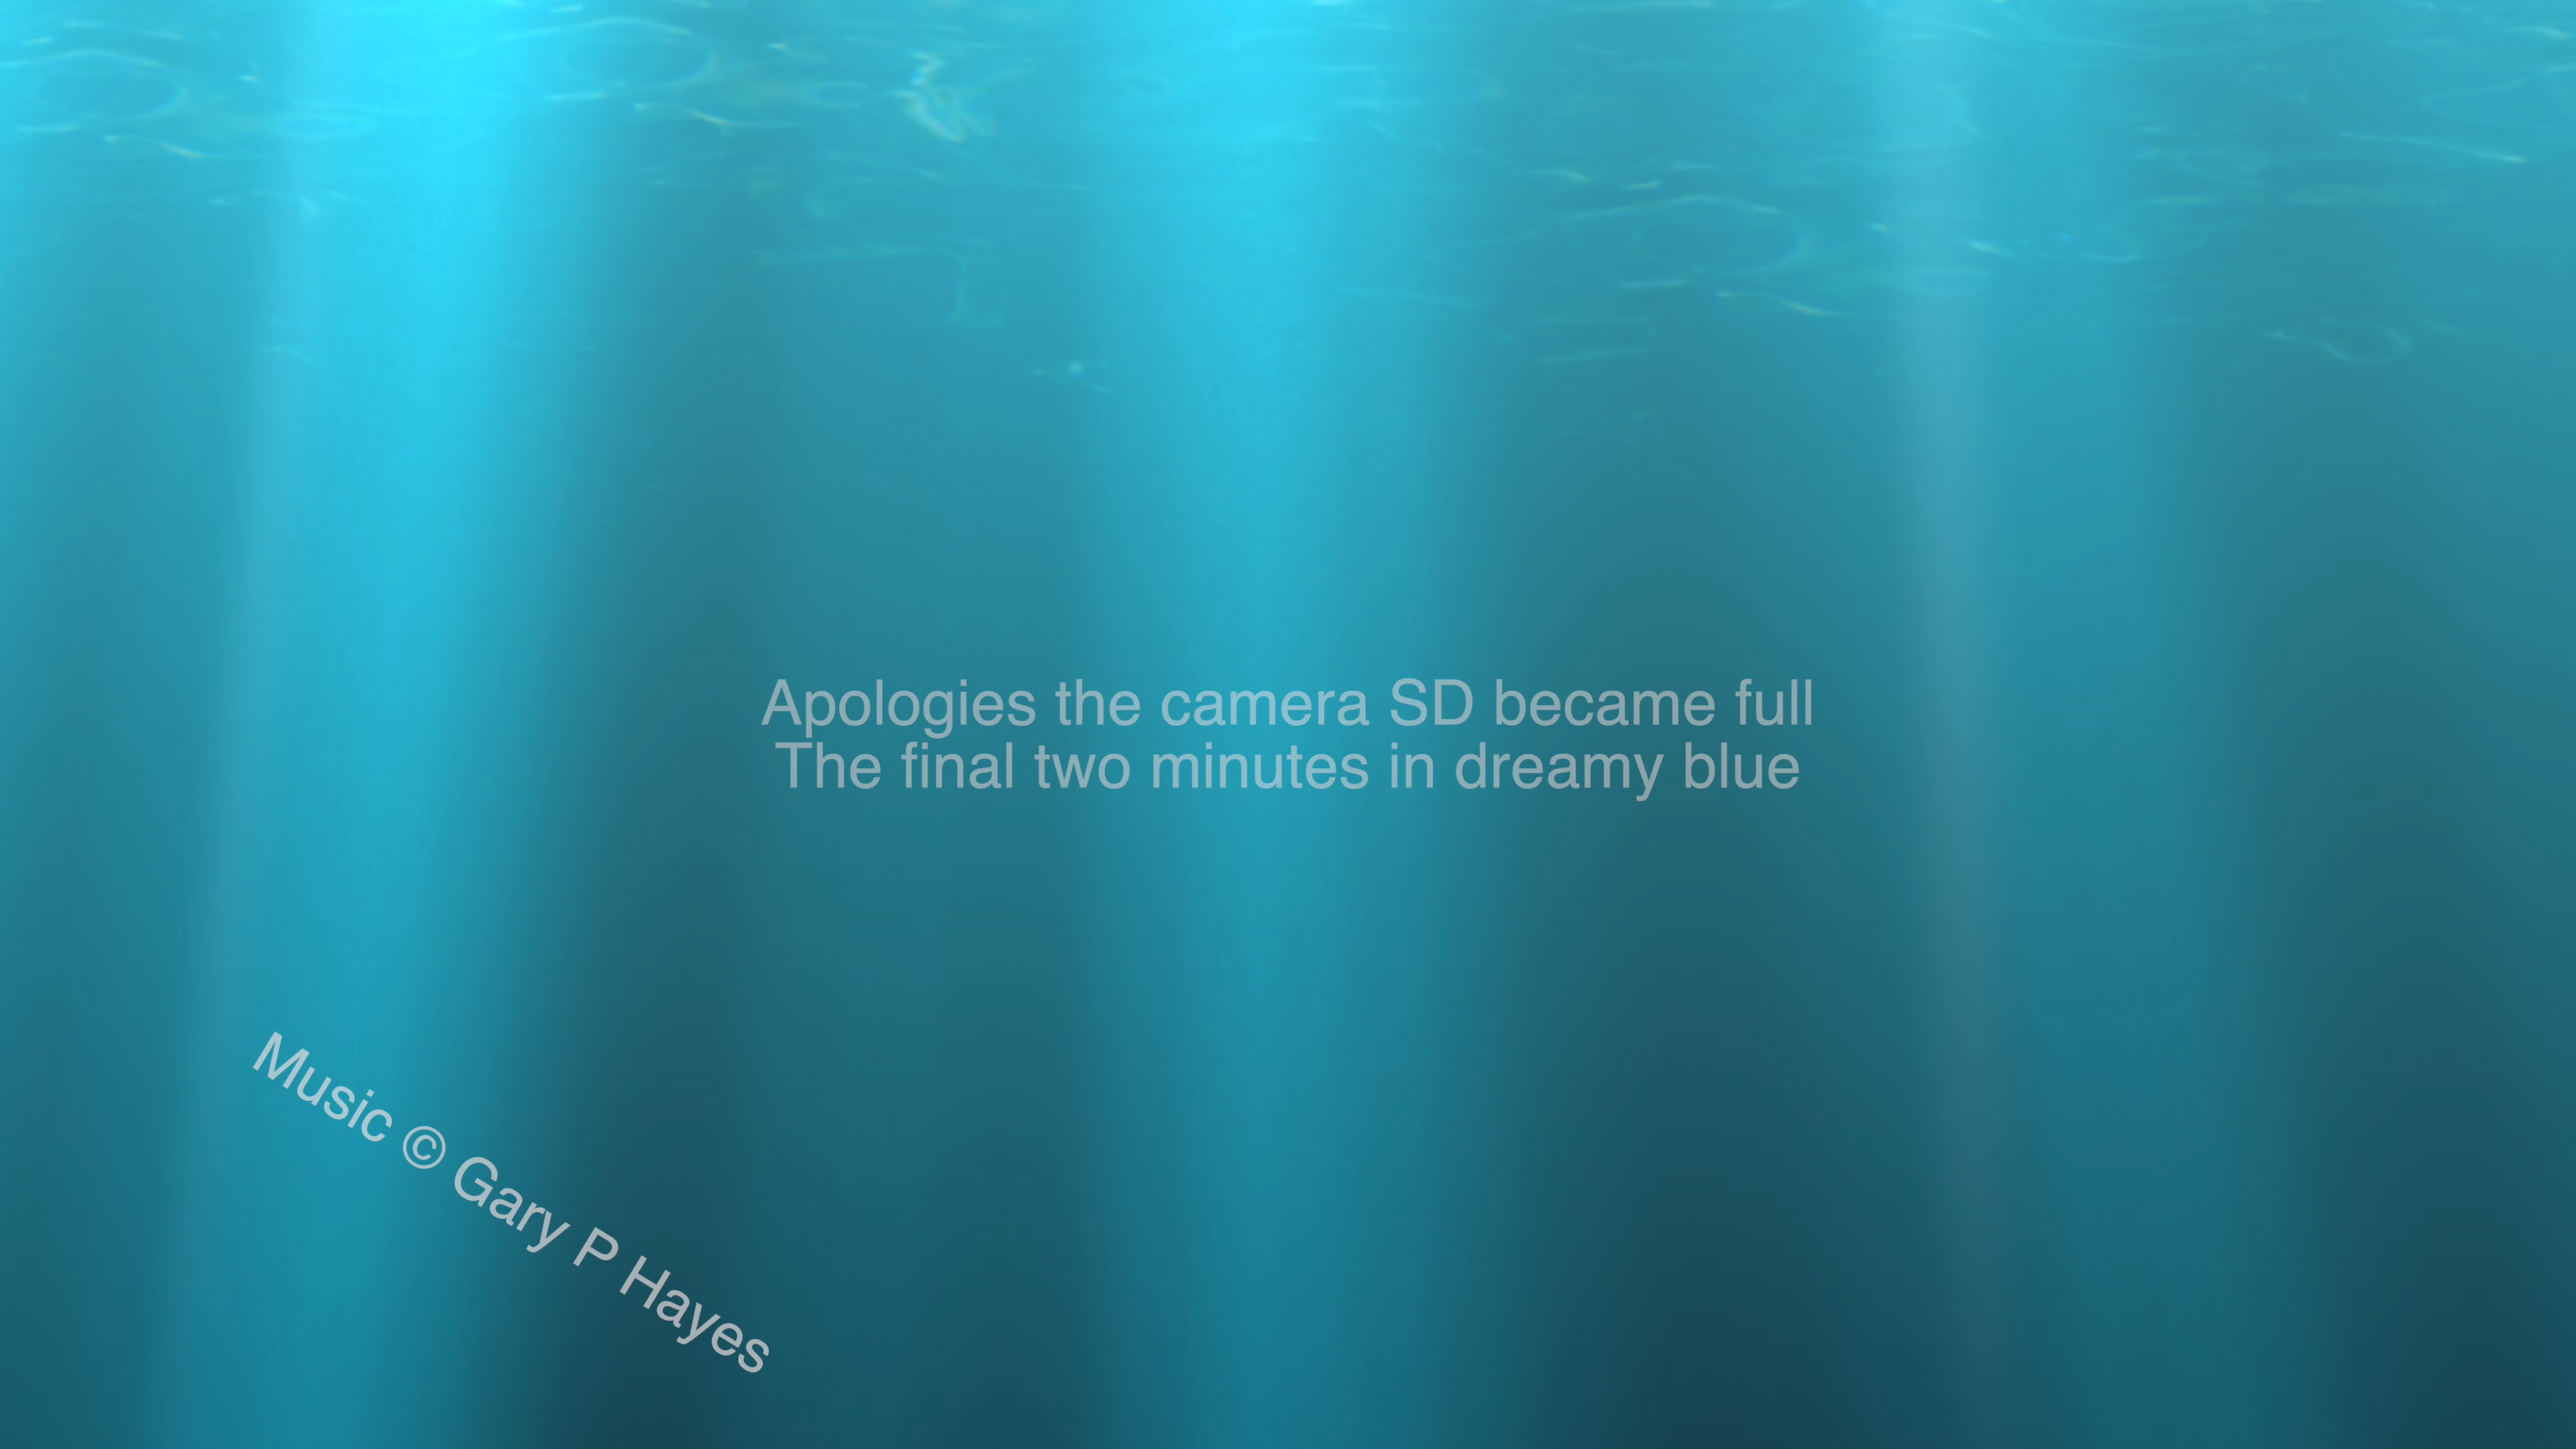 Apologies the camera SD became full
The final two minutes in dreamy blue
Music © Gary P Hayes